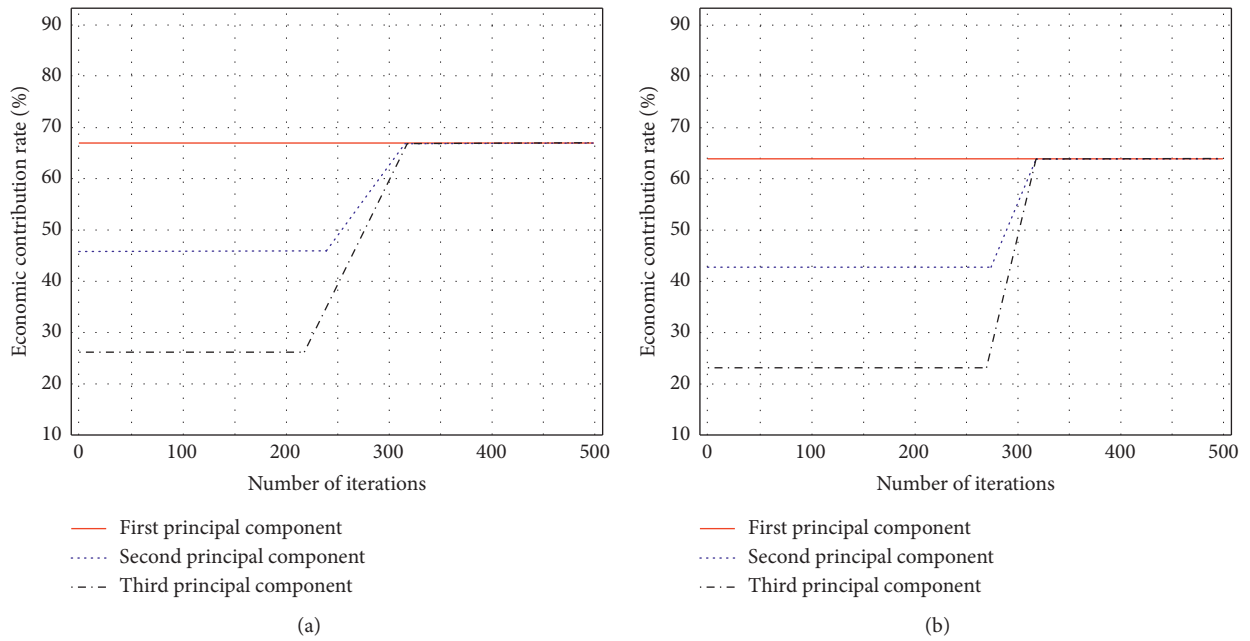 90
80
70
60
50
40
30
20
10
Economic contribution rate (%)
0 100 200 300 400 500
Number of iterations
First principal component
Second principal component
Third principal component
(a)
90
80
70
60
50
40
30
20
10
Economic contribution rate (%)
0 100 200 300 400 500
Number of iterations
First principal component
Second principal component
Third principal component
(b)